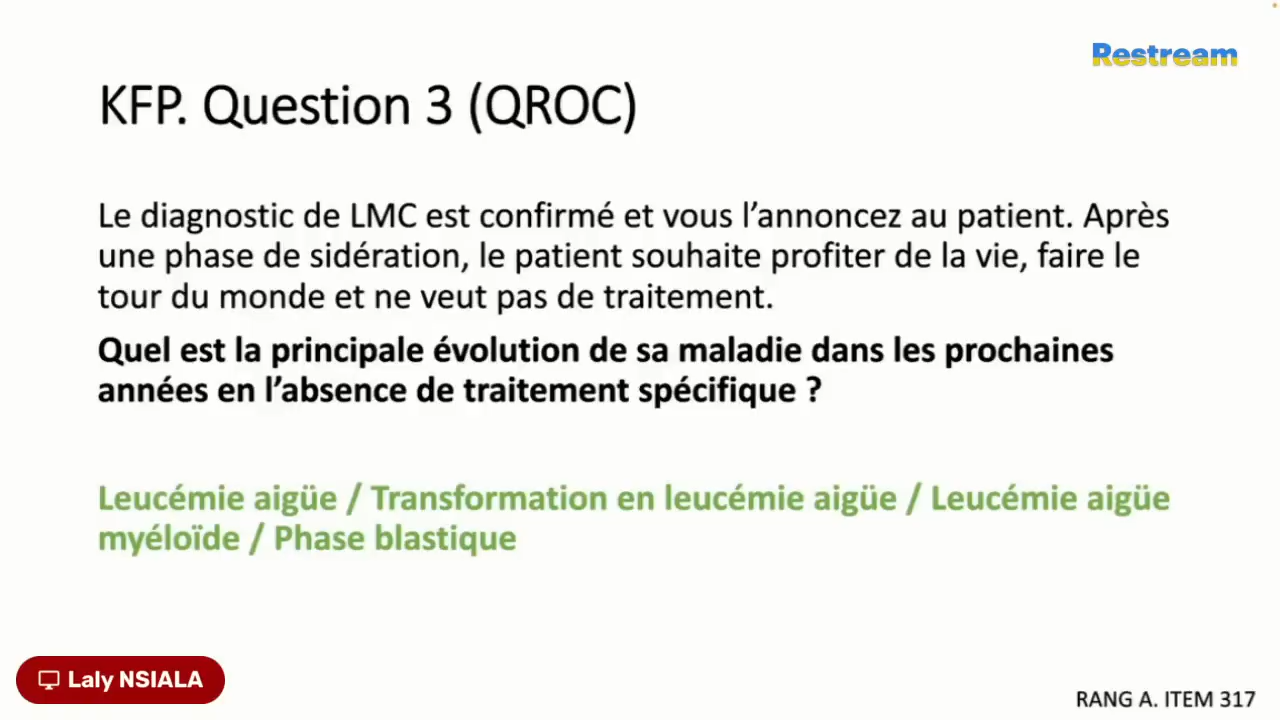 Restream
KFP. Question 3 (QROC)
Le diagnostic de LMC est confirmé et vous l’annoncez au patient. Après
une phase de sidération, le patient souhaite profiter de la vie, faire le
tour du monde et ne veut pas de traitement.
Quel est la principale évolution de sa maladie dans les prochaines
années en l’absence de traitement spécifique ?
Leucémie aigüe / Transformation en leucémie aigüe / Leucémie aigüe
myéloïde / Phase blastique
Laly NSIALA
RANG A. ITEM 317